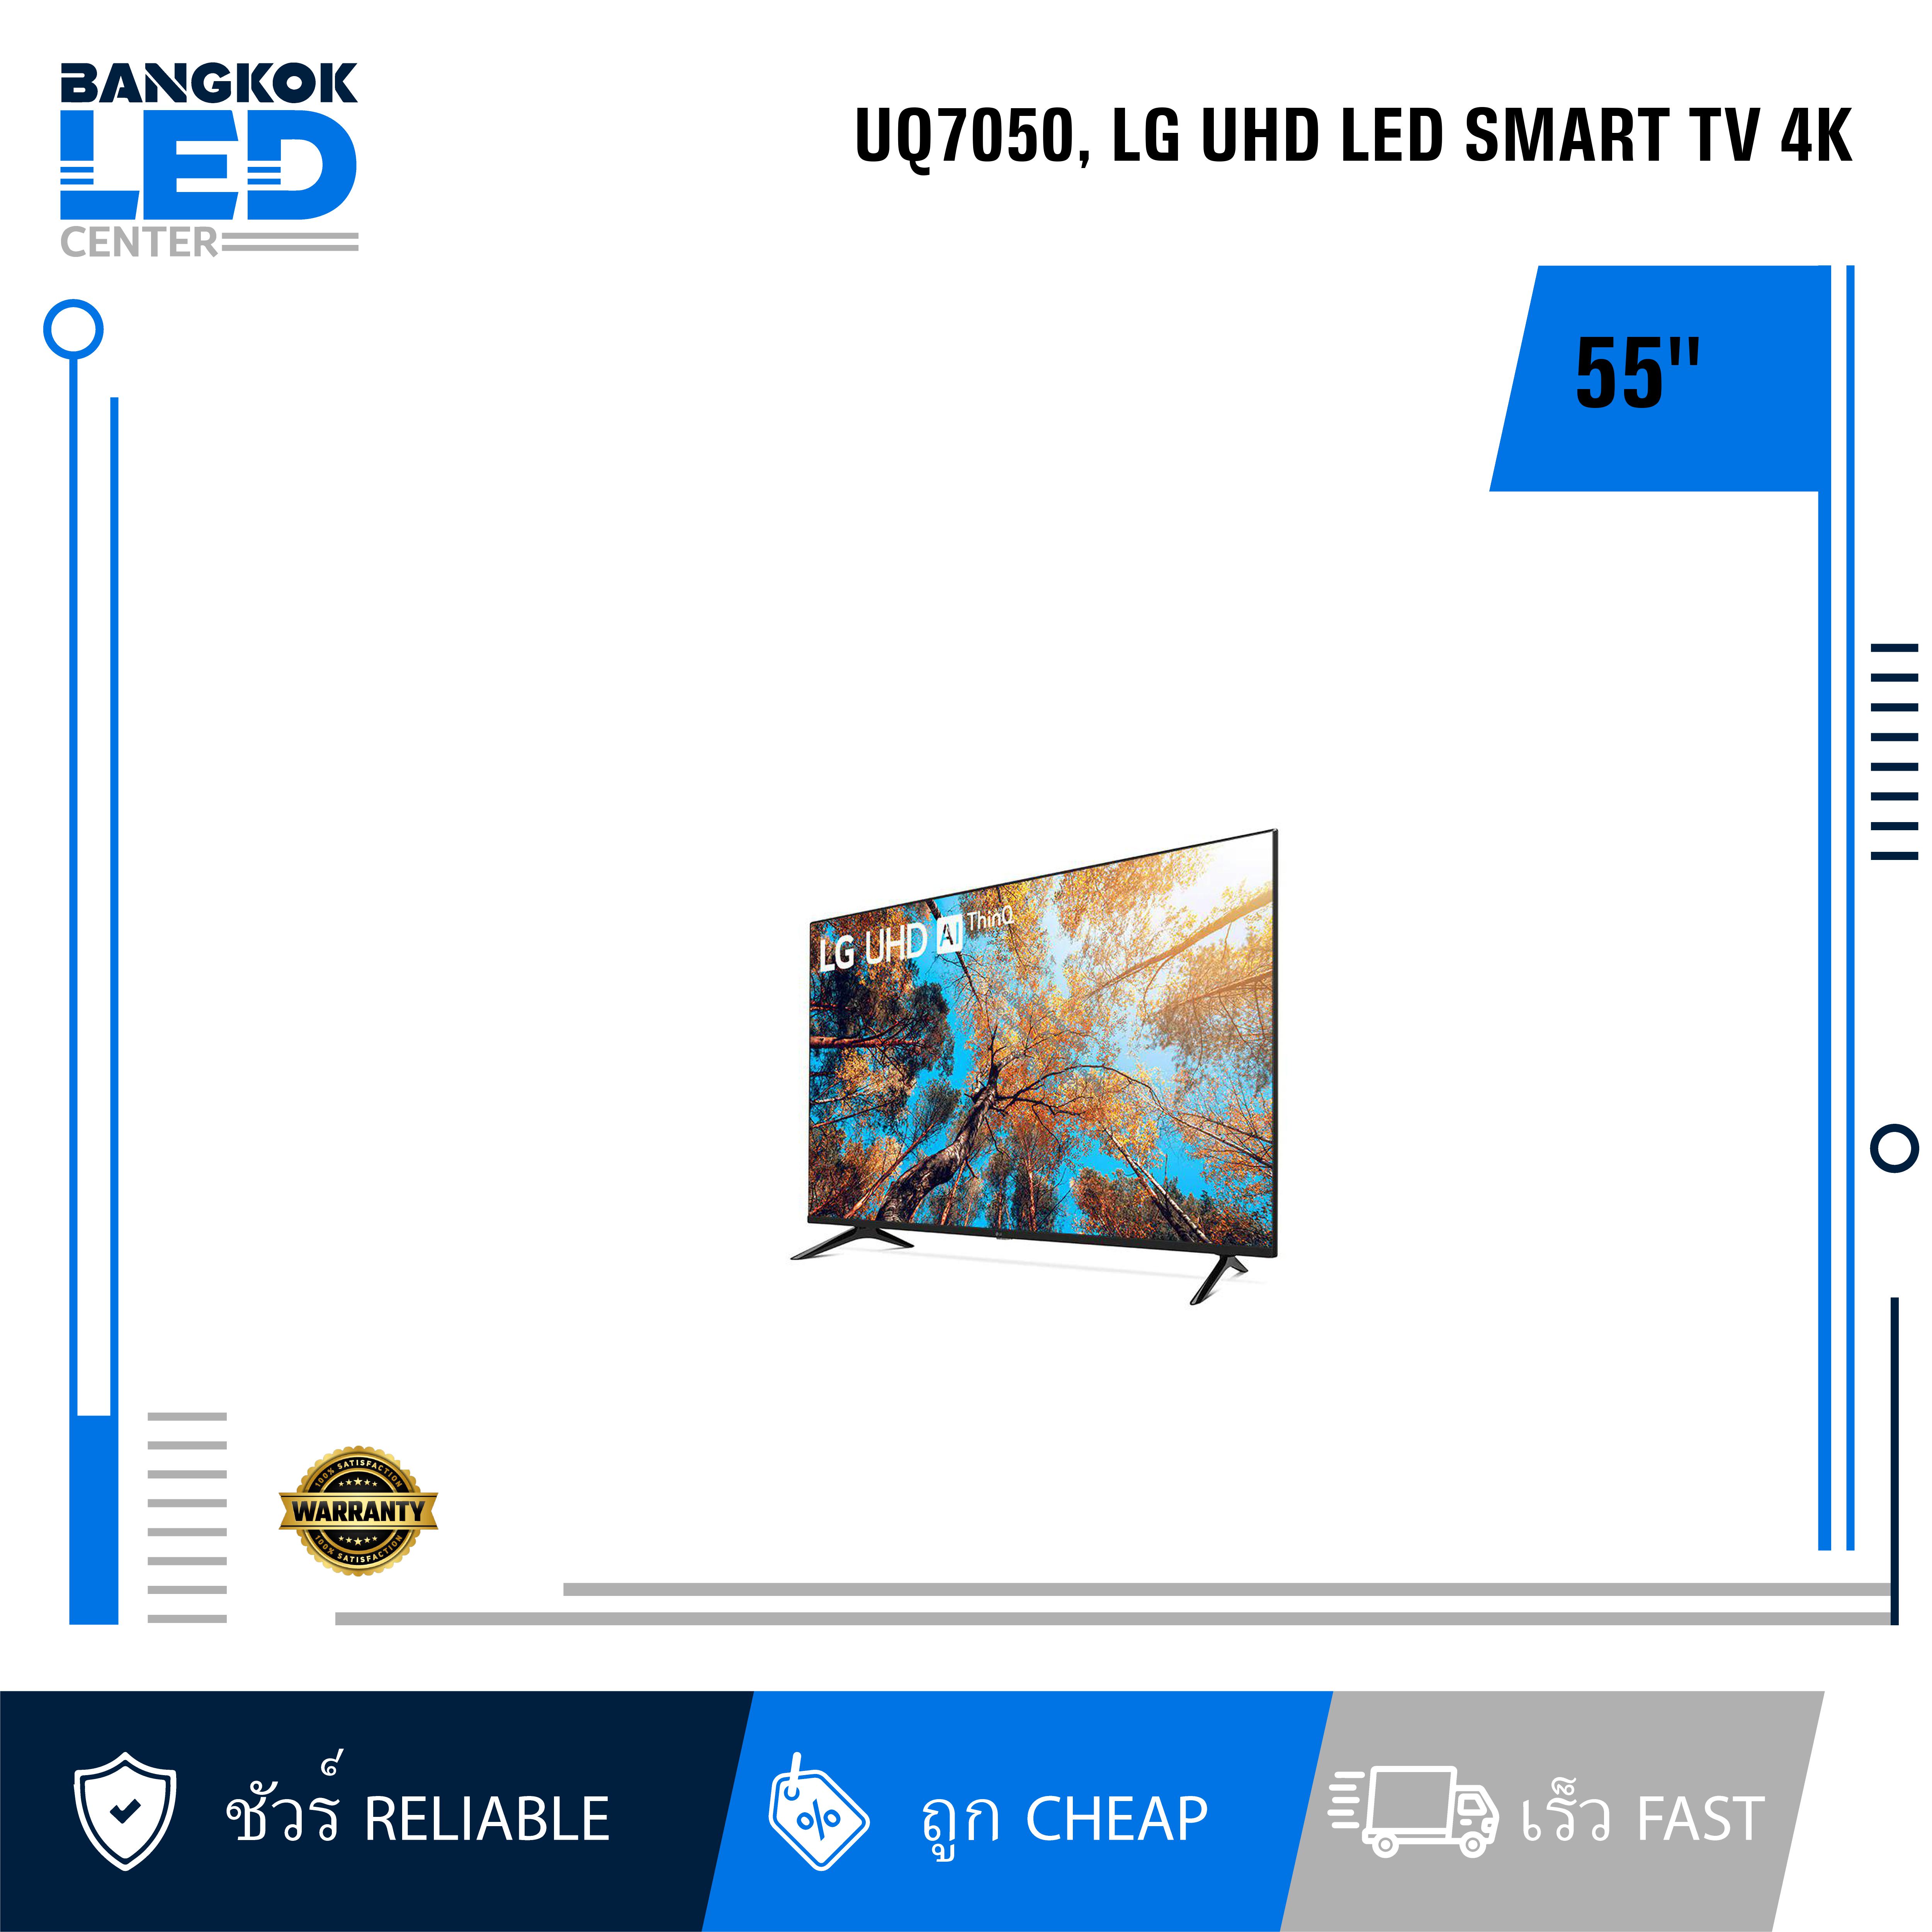 BANGKOK
LED
CENTER
UQ7050, LG UHD LED SMART TV 4K
55"
LG UHD AI ThinQ
100% SATISFACTION
WARRANTY
100% SATISFACTION
ชัวร์ RELIABLE
% ถูก CHEAP
เร็ว FAST